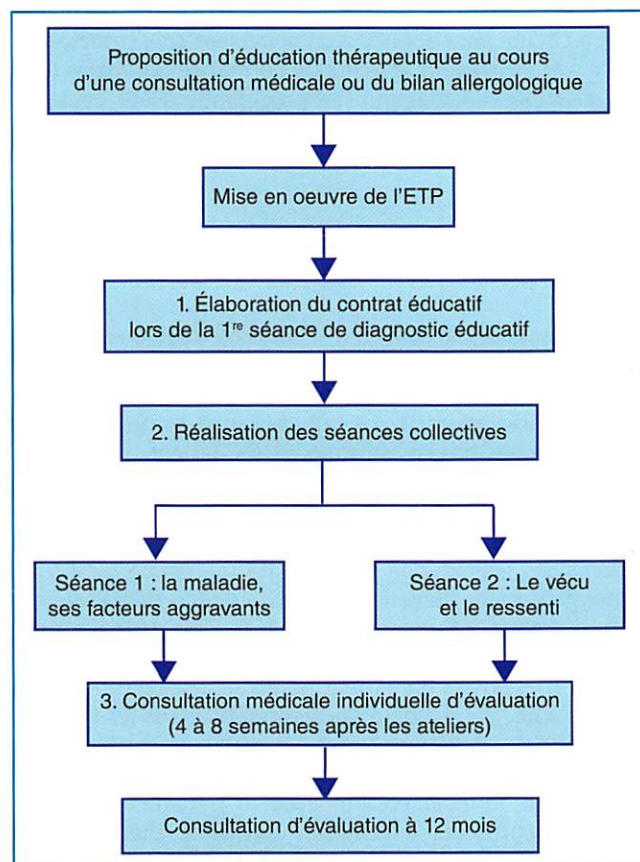 Proposition d'éducation thérapeutique au cours
d'une consultation médicale ou du bilan allergologique
Mise en oeuvre de l'ETP
1. Élaboration du contrat éducatif
lors de la 1re séance de diagnostic éducatif
2. Réalisation des séances collectives
Séance 1 : la maladie,
ses facteurs aggravants
Séance 2 : Le vécu
et le ressenti
3. Consultation médicale individuelle d'évaluation
(4 à 8 semaines après les ateliers)
Consultation d'évaluation à 12 mois